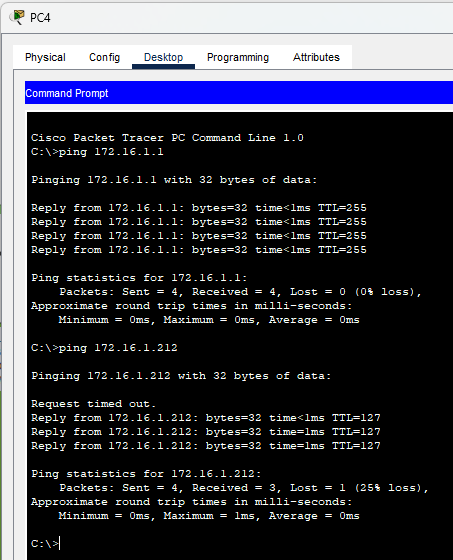 PC4
Physical Config Desktop Programming Attributes
Command Prompt
Cisco Packet Tracer PC Command Line 1.0
C:\>ping 172.16.1.1
Pinging 172.16.1.1 with 32 bytes of data:
Reply from 172.16.1.1: bytes=32 time<1ms TTL=255
Reply from 172.16.1.1: bytes=32 time<1ms TTL=255
Reply from 172.16.1.1: bytes=32 time<1ms TTL=255
Reply from 172.16.1.1: bytes=32 time<1ms TTL=255
Ping statistics for 172.16.1.1:
Packets: Sent = 4, Received = 4, Lost = 0 (0% loss),
Approximate round trip times in milli-seconds:
Minimum = 0ms, Maximum = 0ms, Average = 0ms
C:\>ping 172.16.1.212
Pinging 172.16.1.212 with 32 bytes of data:
Request timed out.
Reply from 172.16.1.212: bytes=32 time<1ms TTL=127
Reply from 172.16.1.212: bytes=32 time=1ms TTL=127
Reply from 172.16.1.212: bytes=32 time=1ms TTL=127
Ping statistics for 172.16.1.212:
Packets: Sent = 4, Received = 3, Lost = 1 (25% loss),
Approximate round trip times in milli-seconds:
Minimum = 0ms, Maximum = 1ms, Average = 0ms
C:\>